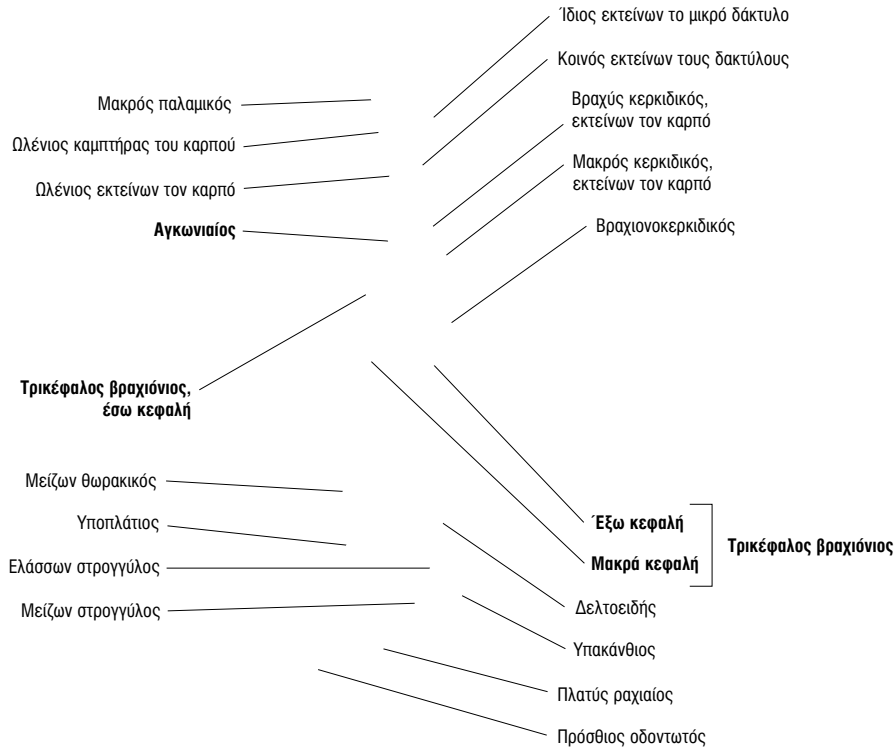 Ίδιος εκτείνων το μικρό δάκτυλο
Κοινός εκτείνων τους δακτύλους
Μακρός παλαμικός
Βραχύς κερκιδικός,
εκτείνων τον καρπό
Ωλένιος καμπτήρας του καρπού
Μακρός κερκιδικός,
εκτείνων τον καρπό
Ωλένιος εκτείνων τον καρπό
Αγκωνιαίος
Βραχιονοκερκιδικός
Τρικέφαλος βραχιόνιος,
έσω κεφαλή
Μείζων θωρακικός
Υποπλάτιος
Έξω κεφαλή
Τρικέφαλος βραχιόνιος
Ελάσσων στρογγύλος
Μακρά κεφαλή
Μείζων στρογγύλος
Δελτοειδής
Υπακάνθιος
Πλατύς ραχιαίος
Πρόσθιος οδοντωτός